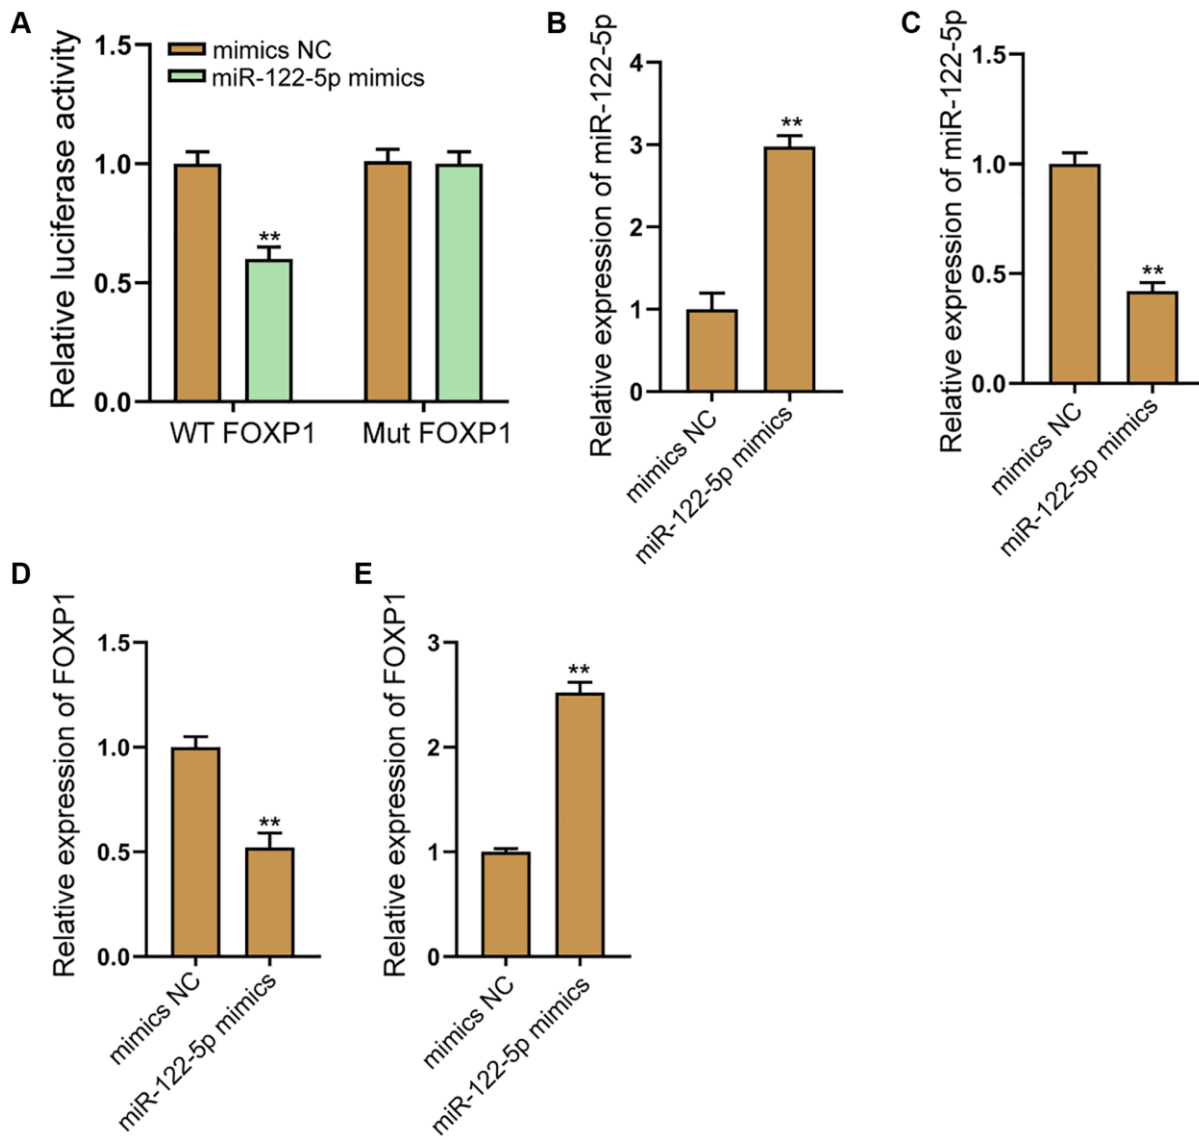 A
Relative luciferase activity
1.5
1.0
0.5
0.0
mimics NC
miR-122-5p mimics
**
WT FOXP1
Mut FOXP1
B
Relative expression of miR-122-5p
4
3
2
1
0
**
mimics NC
miR-122-5p mimics
C
Relative expression of miR-122-5p
1.5
1.0
0.5
0.0
**
mimics NC
miR-122-5p mimics
D
Relative expression of FOXP1
1.5
1.0
0.5
0.0
**
mimics NC
miR-122-5p mimics
E
Relative expression of FOXP1
3
2
1
0
**
mimics NC
miR-122-5p mimics